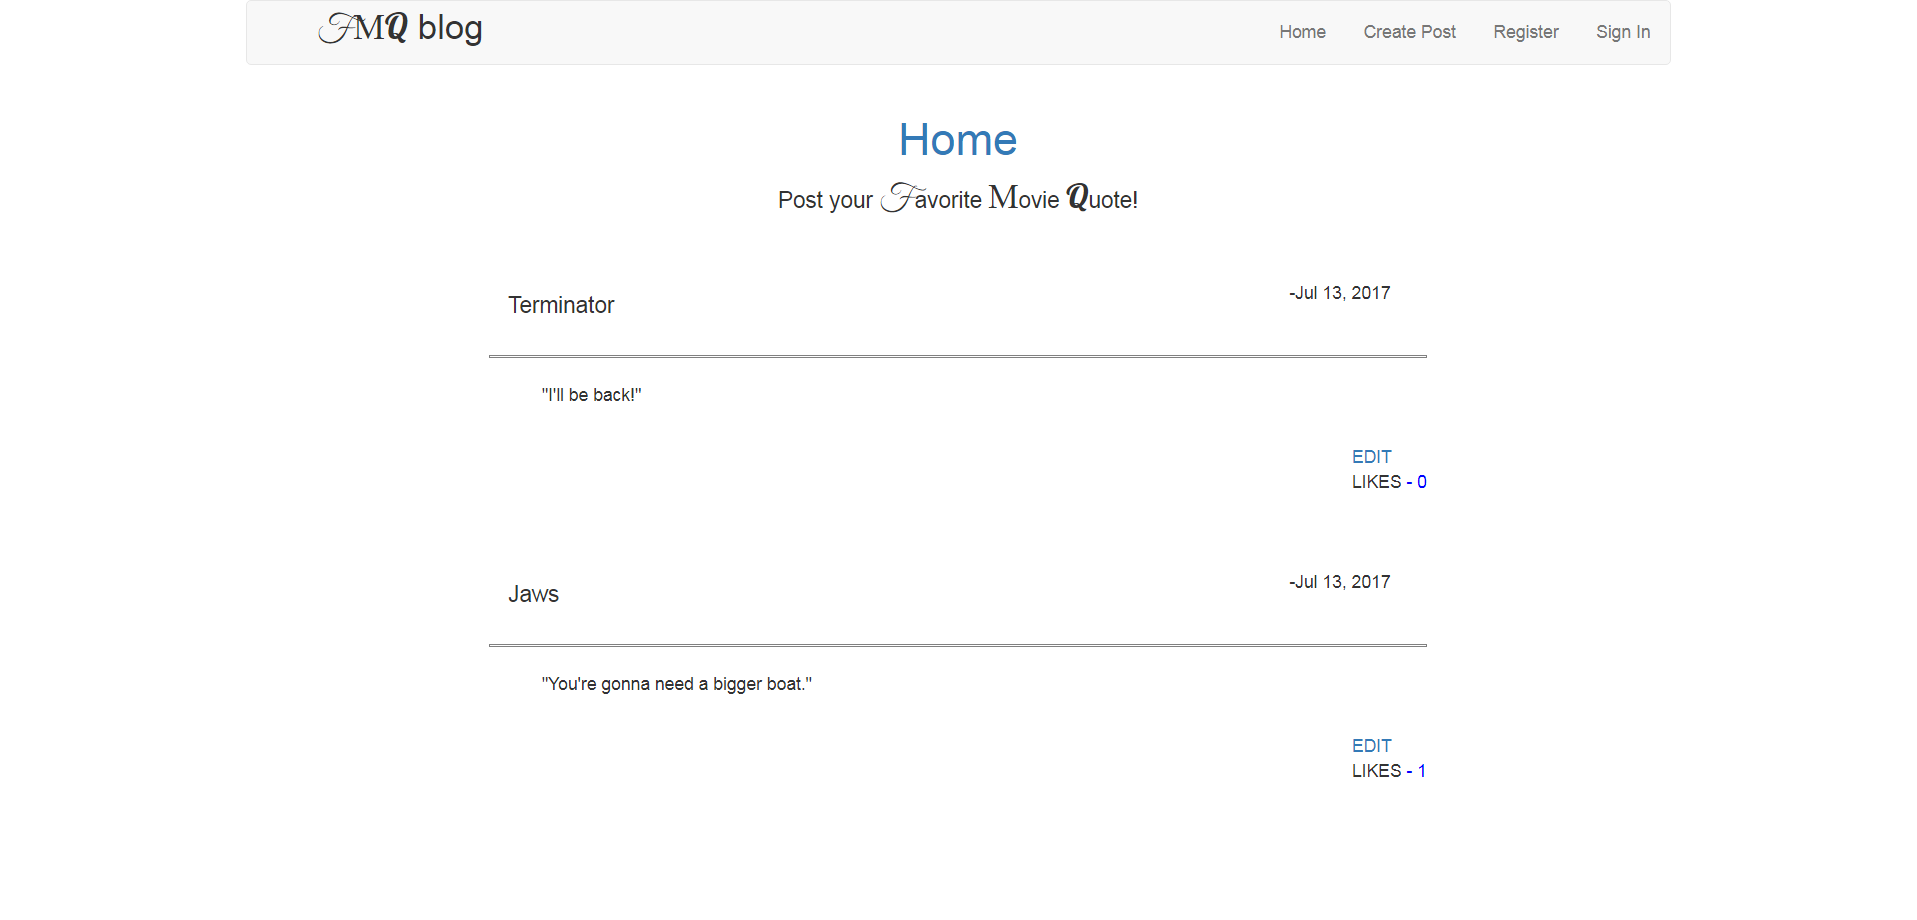 FMQ blog Home Create Post Register Sign In
Home
Post your Favorite Movie Quote!
Terminator -Jul 13, 2017
"I'll be back!"
EDIT
LIKES - 0
Jaws -Jul 13, 2017
"You're gonna need a bigger boat."
EDIT
LIKES - 1